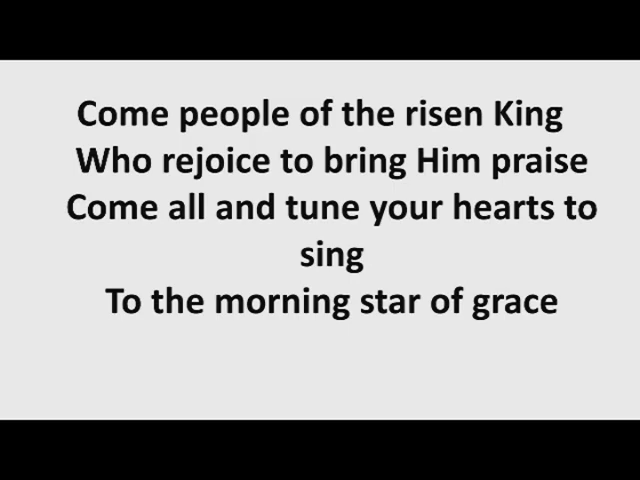 Come people of the risen King
Who rejoice to bring Him praise
Come all and tune your hearts to
sing
To the morning star of grace